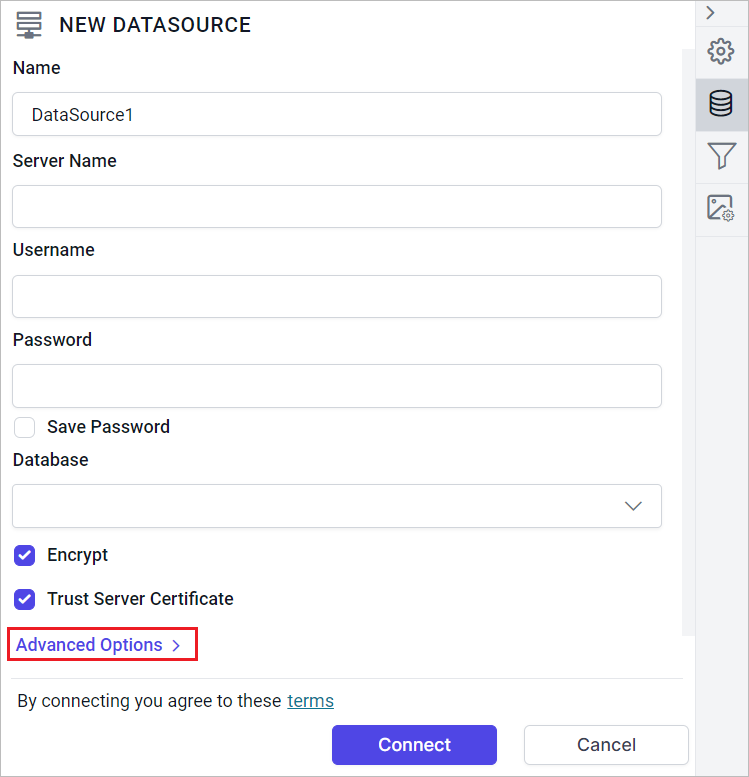 NEW DATASOURCE
Name
DataSource1
Server Name
Username
Password
Save Password
Database
Encrypt
Trust Server Certificate
Advanced Options
By connecting you agree to these terms
Connect Cancel